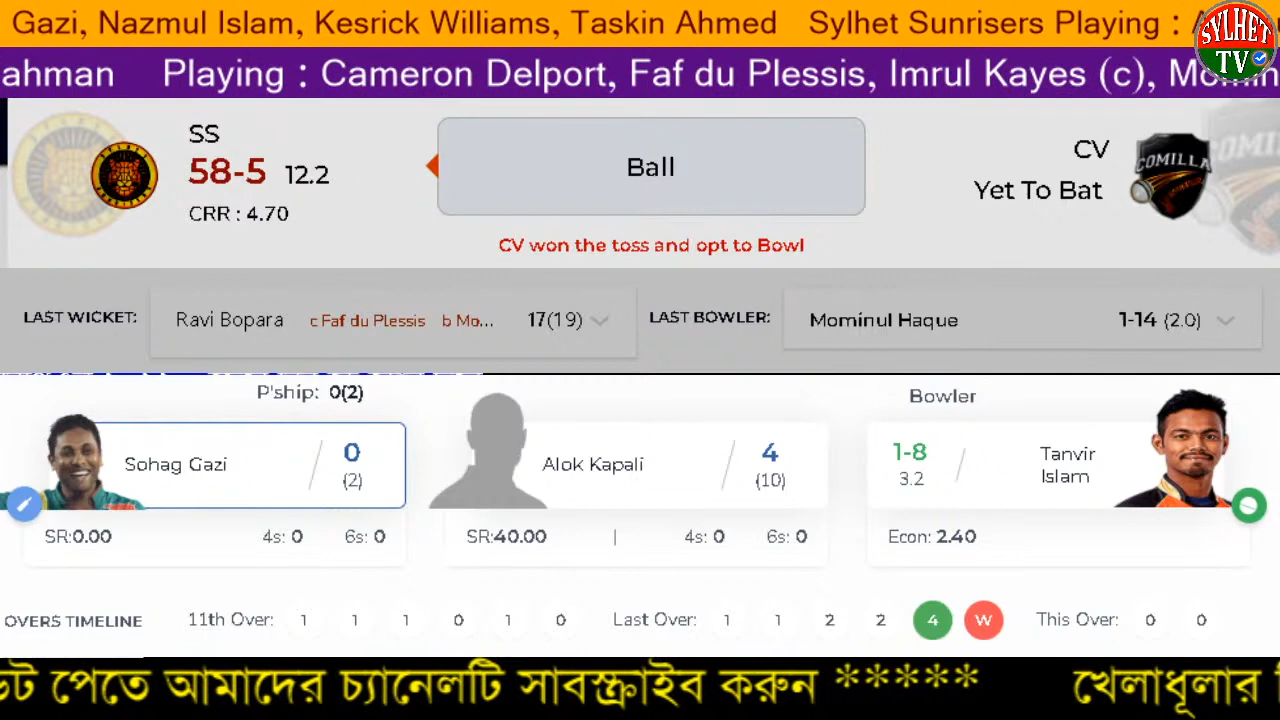 Gazi, Nazmul Islam, Kesrick Williams, Taskin Ahmed Sylhet Sunrisers Playing :
SYLHET
TV
ahman Playing : Cameron Delport, Faf du Plessis, Imrul Kayes (c),
SS
58-5 12.2
CRR : 4.70
Ball
CV won the toss and opt to Bowl
CV
Yet To Bat
COMILLA
LAST WICKET: Ravi Bopara c Faf du Plessis b Mo... 17(19) LAST BOWLER: Mominul Haque 1-14 (2.0)
P'ship: 0(2)
Bowler
Sohag Gazi 0 (2)
Alok Kapali 4 (10)
1-8 3.2 Tanvir Islam
SR:0.00 4s: 0 6s: 0 SR:40.00 | 4s: 0 6s: 0 Econ: 2.40
OVERS TIMELINE 11th Over: 1 1 1 0 1 0 Last Over: 1 1 2 2 4 W This Over: 0 0
পেতে আমাদের চ্যানেলটি সাবস্ক্রাইব করুন ***** খেলাধূলার